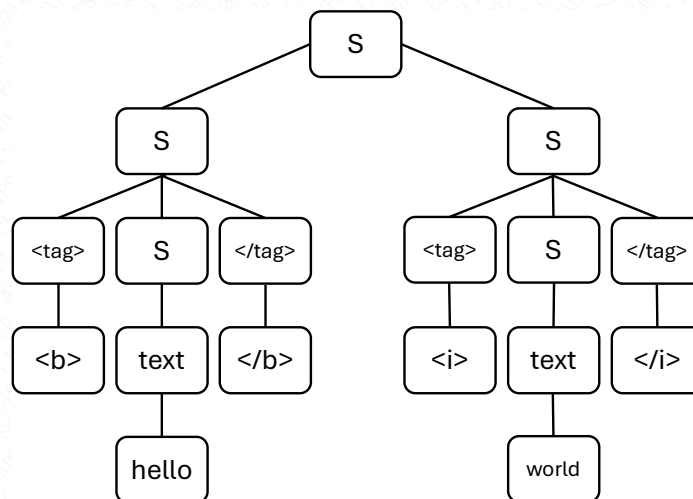 S
S S
<tag> S </tag> <tag> S </tag>
<b> text </b> <i> text </i>
hello world